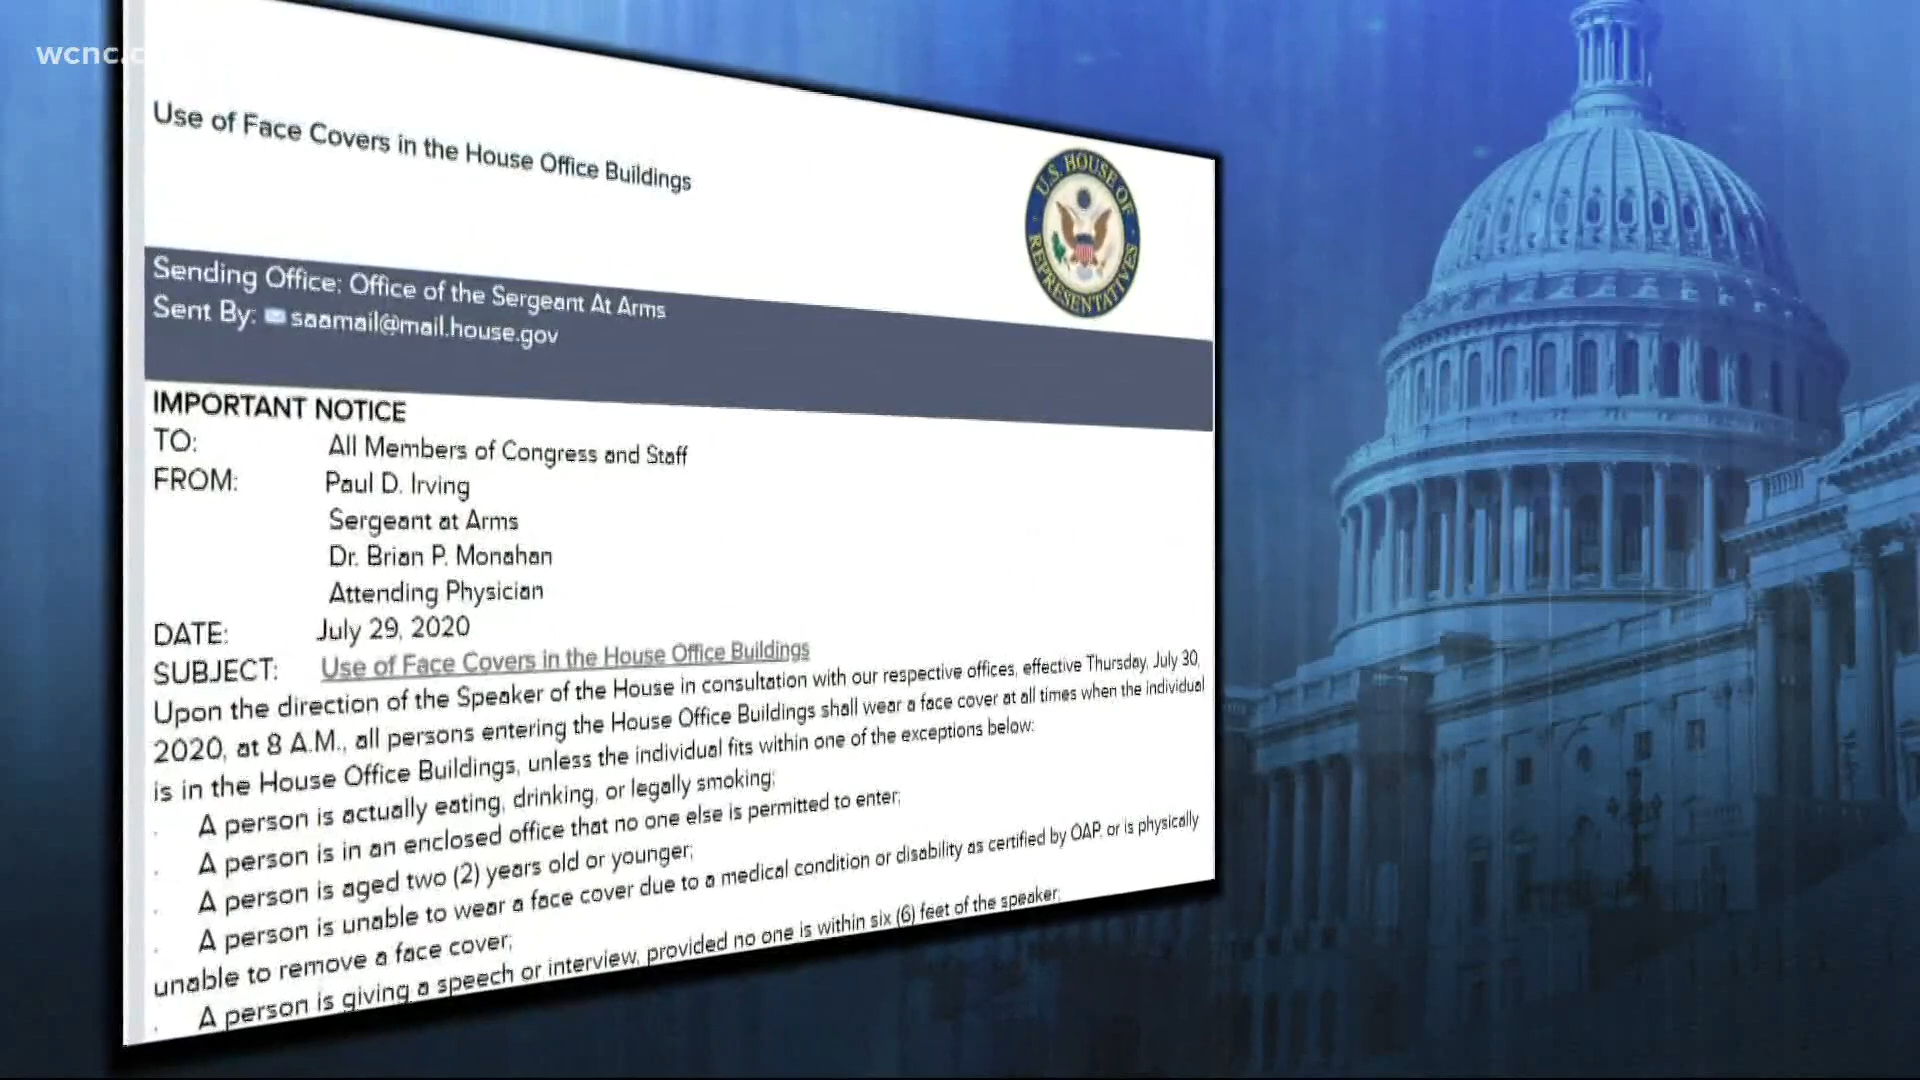 wcnc.c
Use of Face Covers in the House Office Buildings
U.S. HOUSE OF
REPRESENTATIVES
Sending Office: Office of the Sergeant At Arms
Sent By: saamail@mail.house.gov
IMPORTANT NOTICE
TO: All Members of Congress and Staff
FROM: Paul D. Irving
Sergeant at Arms
Dr. Brian P. Monahan
Attending Physician
DATE: July 29, 2020
SUBJECT: Use of Face Covers in the House Office Buildings
Upon the direction of the Speaker of the House in consultation with our respective offices, effective Thursday, July 30,
2020, at 8 A.M., all persons entering the House Office Buildings shall wear a face cover at all times when the individual
is in the House Office Buildings, unless the individual fits within one of the exceptions below:
· A person is actually eating, drinking, or legally smoking;
· A person is in an enclosed office that no one else is permitted to enter;
· A person is aged two (2) years old or younger;
· A person is unable to wear a face cover due to a medical condition or disability as certified by OAP, or is physically
unable to remove a face cover;
· A person is giving a speech or interview, provided no one is within six (6) feet of the speaker;